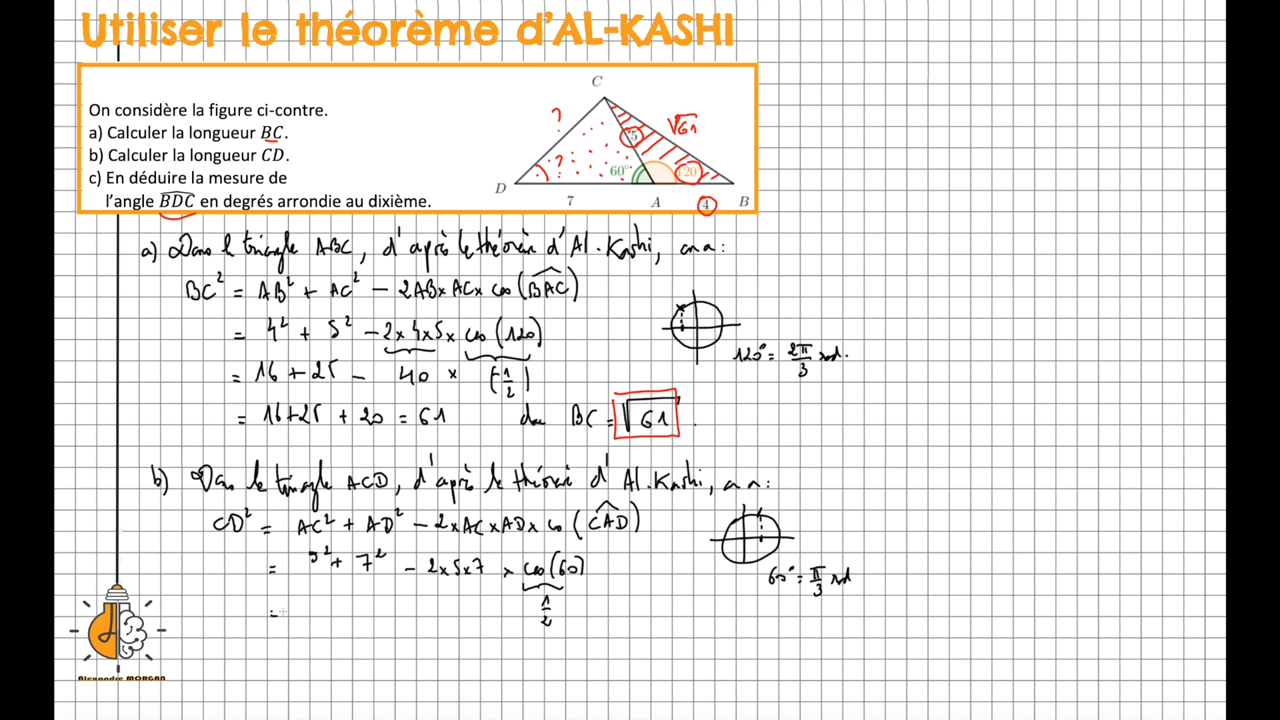 Utiliser le théorème d'AL-KASHI
On considère la figure ci-contre.
a) Calculer la longueur BC.
b) Calculer la longueur CD.
c) En déduire la mesure de
l'angle \widehat{BDC} en degrés arrondie au dixième.
C
?
√61
5
?
60°
120
D
7
A
4
B
a) Dans le triangle ABC, d'après le théorème d'Al-Kashi, on a :
BC² = AB² + AC² - 2AB×AC× cos(\widehat{BAC})
= 4² + 5² - 2×4×5× cos(120)
= 16 + 25 - 40 × (-1/2)
120° = 2π/3 rad.
= 16+25 + 20 = 61 donc BC = √61.
b) Dans le triangle ACD, d'après le théorème d'Al-Kashi, on a :
CD² = AC² + AD² - 2×AC×AD× cos(\widehat{CAD})
= 5² + 7² - 2×5×7 × cos(60)
60° = π/3 rad
1/2
=
Alexandre MORGAN